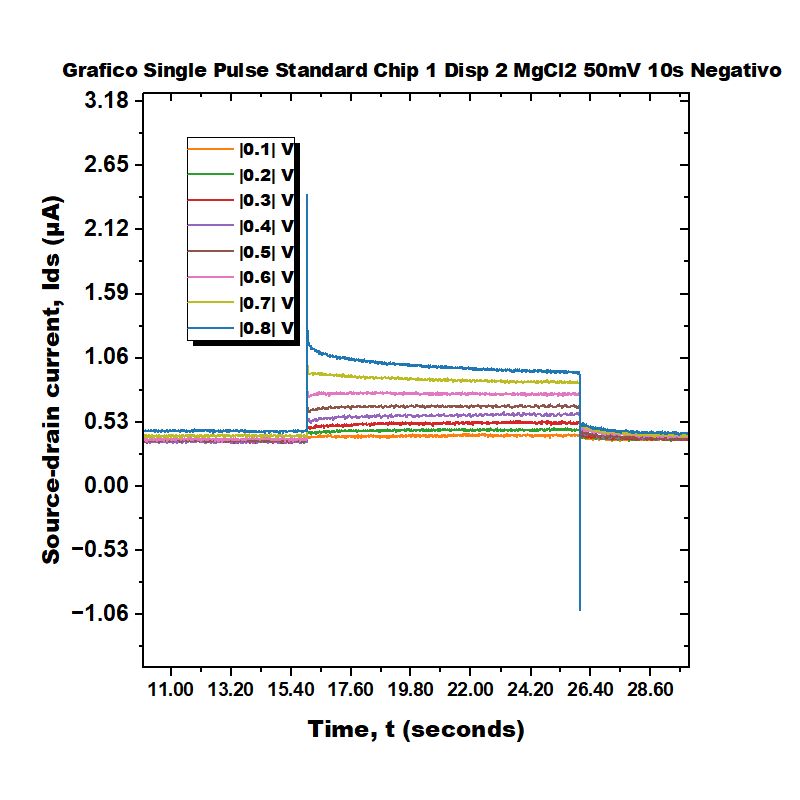 Grafico Single Pulse Standard Chip 1 Disp 2 MgCl2 50mV 10s Negativo
3.18
2.65
2.12
1.59
1.06
0.53
0.00
−0.53
−1.06
Source-drain current, Ids (μA)
|0.1| V
|0.2| V
|0.3| V
|0.4| V
|0.5| V
|0.6| V
|0.7| V
|0.8| V
11.00 13.20 15.40 17.60 19.80 22.00 24.20 26.40 28.60
Time, t (seconds)